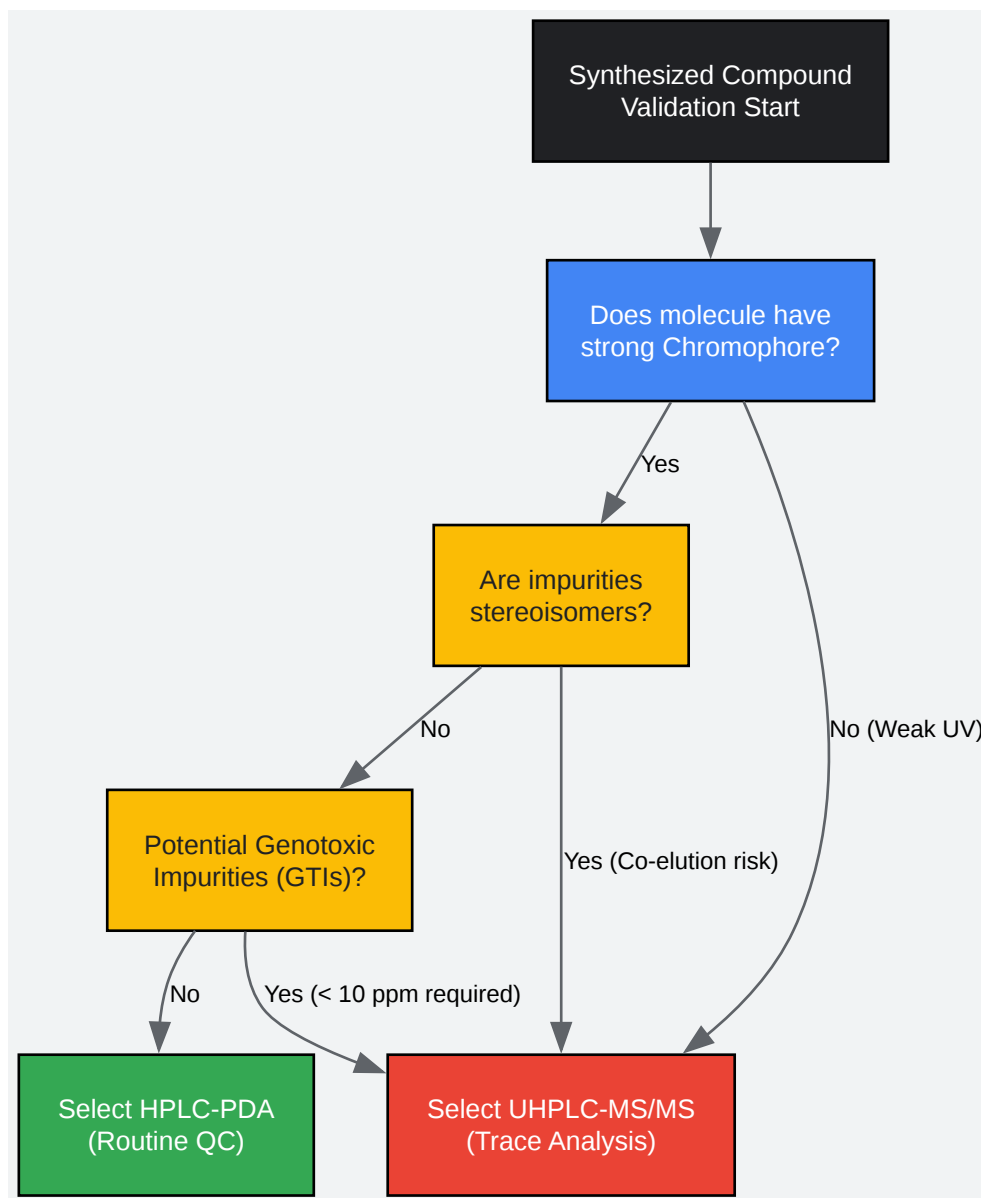 Synthesized Compound
Validation Start
Does molecule have
strong Chromophore?
Yes
Are impurities
stereoisomers?
No
No (Weak UV)
Potential Genotoxic
Impurities (GTIs)?
Yes (Co-elution risk)
No
Yes (< 10 ppm required)
Select HPLC-PDA
(Routine QC)
Select UHPLC-MS/MS
(Trace Analysis)